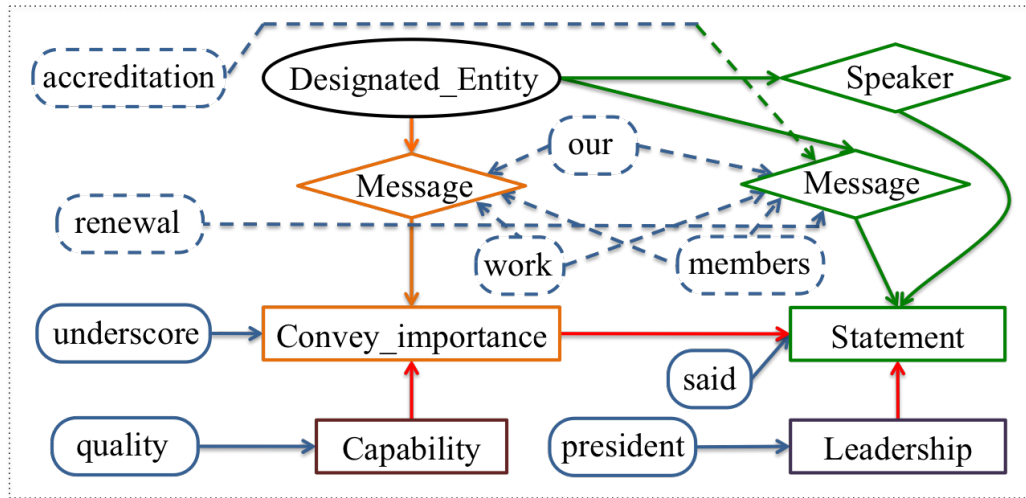 accreditation
Designated_Entity
Speaker
our
Message
Message
renewal
work
members
underscore
Convey_importance
Statement
said
quality
Capability
president
Leadership